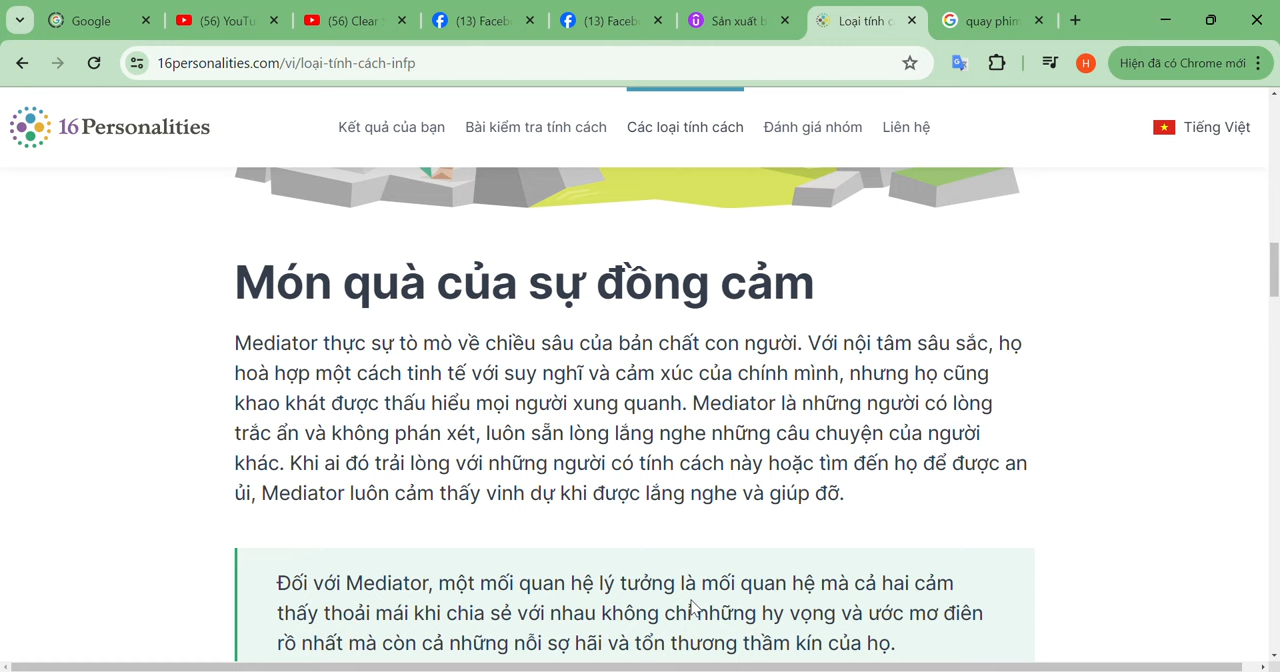 Google
(56) YouTu
(56) Clear
(13) Faceb
(13) Faceb
Sản xuất b
Loại tính c
quay phim
16personalities.com/vi/loại-tính-cách-infp
Hiện đã có Chrome mới
H
16Personalities
Kết quả của bạn
Bài kiểm tra tính cách
Các loại tính cách
Đánh giá nhóm
Liên hệ
Tiếng Việt
Món quà của sự đồng cảm
Mediator thực sự tò mò về chiều sâu của bản chất con người. Với nội tâm sâu sắc, họ
hoà hợp một cách tinh tế với suy nghĩ và cảm xúc của chính mình, nhưng họ cũng
khao khát được thấu hiểu mọi người xung quanh. Mediator là những người có lòng
trắc ẩn và không phán xét, luôn sẵn lòng lắng nghe những câu chuyện của người
khác. Khi ai đó trải lòng với những người có tính cách này hoặc tìm đến họ để được an
ủi, Mediator luôn cảm thấy vinh dự khi được lắng nghe và giúp đỡ.
Đối với Mediator, một mối quan hệ lý tưởng là mối quan hệ mà cả hai cảm
thấy thoải mái khi chia sẻ với nhau không chỉ những hy vọng và ước mơ điên
rồ nhất mà còn cả những nỗi sợ hãi và tổn thương thầm kín của họ.